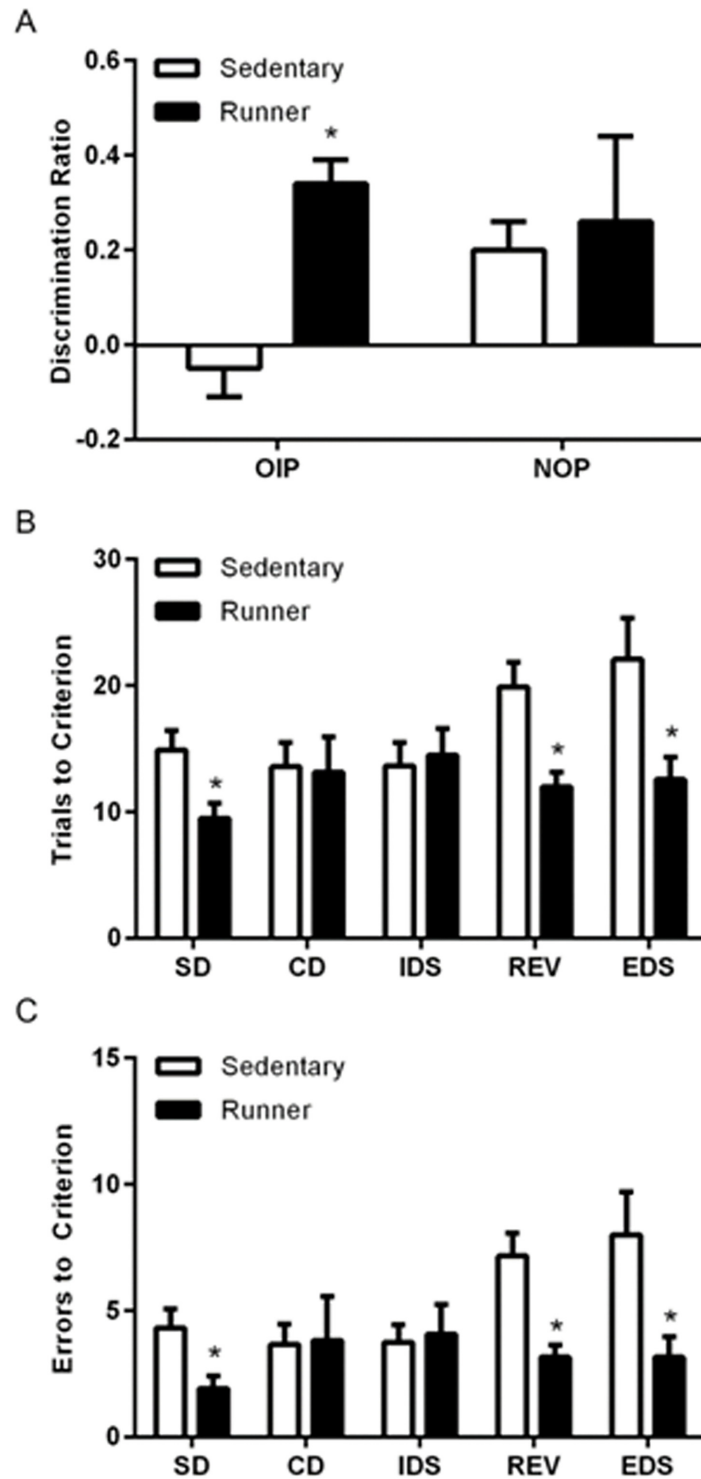 A
Discrimination Ratio
0.6
0.4
0.2
0.0
-0.2
Sedentary
Runner
*
OIP NOP
B
Trials to Criterion
30
20
10
0
Sedentary
Runner
* * *
SD CD IDS REV EDS
C
Errors to Criterion
15
10
5
0
Sedentary
Runner
* * *
SD CD IDS REV EDS